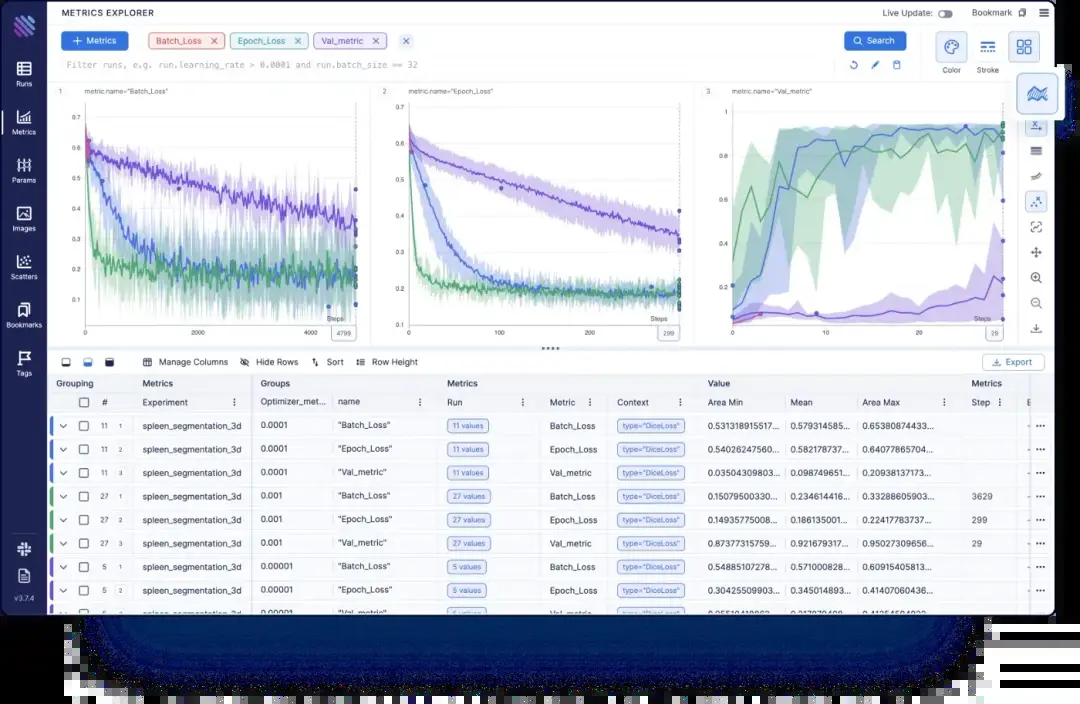 METRICS EXPLORER
Live Update:
Bookmark
Runs
Metrics
Params
Images
Scatters
Bookmarks
Tags
v3.7.4
+ Metrics
Batch_Loss ×
Epoch_Loss ×
Val_metric ×
×
Search
Color
Stroke
Filter runs, e.g. run.learning_rate > 0.0001 and run.batch_size == 32
1 metric.name="Batch_Loss"
0.7
0.6
0.5
0.4
0.3
0.2
0.1
0 2000 4000
Steps
4799
2 metric.name="Epoch_Loss"
0.7
0.6
0.5
0.4
0.3
0.2
0.1
0 100 200
Steps
299
3 metric.name="Val_metric"
1
0.8
0.6
0.4
0.2
0 10 20
Steps
29
Manage Columns
Hide Rows
Sort
Row Height
Export
Grouping Metrics Groups Metrics Value Metrics
# Experiment Optimizer_met... name Run Metric Context Area Min Mean Area Max Step
11 1 spleen_segmentation_3d 0.0001 "Batch_Loss" 11 values Batch_Loss type="DiceLoss" 0.531318915517... 0.579314585... 0.65380874433... - ...
11 2 spleen_segmentation_3d 0.0001 "Epoch_Loss" 11 values Epoch_Loss type="DiceLoss" 0.54026247560... 0.582178737... 0.64077865704... - ...
11 3 spleen_segmentation_3d 0.0001 "Val_metric" 11 values Val_metric type="DiceLoss" 0.03504309803... 0.098749651... 0.20938137173... - ...
27 1 spleen_segmentation_3d 0.001 "Batch_Loss" 27 values Batch_Loss type="DiceLoss" 0.15079500330... 0.234614416... 0.33288605903... 3629 - ...
27 2 spleen_segmentation_3d 0.001 "Epoch_Loss" 27 values Epoch_Loss type="DiceLoss" 0.14935775008... 0.186135001... 0.22417783737... 299 - ...
27 3 spleen_segmentation_3d 0.001 "Val_metric" 27 values Val_metric type="DiceLoss" 0.87377315759... 0.921679317... 0.95027309656... 29 - ...
5 1 spleen_segmentation_3d 0.00001 "Batch_Loss" 5 values Batch_Loss type="DiceLoss" 0.54885107278... 0.571000828... 0.60915405813... - ...
5 2 spleen_segmentation_3d 0.00001 "Epoch_Loss" 5 values Epoch_Loss type="DiceLoss" 0.30425509903... 0.345014893... 0.41407060436... - ...